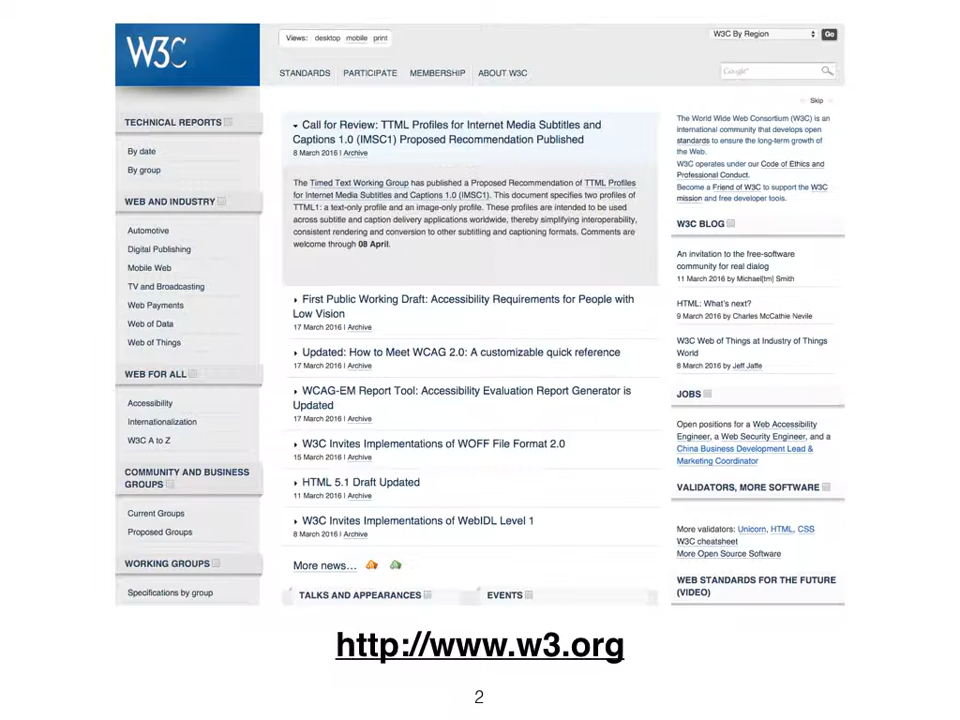 W3C
Views: desktop mobile print
W3C By Region
Go
STANDARDS PARTICIPATE MEMBERSHIP ABOUT W3C
Google™
Skip
TECHNICAL REPORTS
By date
By group
WEB AND INDUSTRY
Automotive
Digital Publishing
Mobile Web
TV and Broadcasting
Web Payments
Web of Data
Web of Things
WEB FOR ALL
Accessibility
Internationalization
W3C A to Z
COMMUNITY AND BUSINESS
GROUPS
Current Groups
Proposed Groups
WORKING GROUPS
Specifications by group
Call for Review: TTML Profiles for Internet Media Subtitles and
Captions 1.0 (IMSC1) Proposed Recommendation Published
8 March 2016 | Archive
The Timed Text Working Group has published a Proposed Recommendation of TTML Profiles
for Internet Media Subtitles and Captions 1.0 (IMSC1). This document specifies two profiles of
TTML1: a text-only profile and an image-only profile. These profiles are intended to be used
across subtitle and caption delivery applications worldwide, thereby simplifying interoperability,
consistent rendering and conversion to other subtitling and captioning formats. Comments are
welcome through 08 April.
First Public Working Draft: Accessibility Requirements for People with
Low Vision
17 March 2016 | Archive
Updated: How to Meet WCAG 2.0: A customizable quick reference
17 March 2016 | Archive
WCAG-EM Report Tool: Accessibility Evaluation Report Generator is
Updated
17 March 2016 | Archive
W3C Invites Implementations of WOFF File Format 2.0
15 March 2016 | Archive
HTML 5.1 Draft Updated
11 March 2016 | Archive
W3C Invites Implementations of WebIDL Level 1
8 March 2016 | Archive
More news…
TALKS AND APPEARANCES
EVENTS
The World Wide Web Consortium (W3C) is an
international community that develops open
standards to ensure the long-term growth of
the Web.
W3C operates under our Code of Ethics and
Professional Conduct.
Become a Friend of W3C to support the W3C
mission and free developer tools.
W3C BLOG
An invitation to the free-software
community for real dialog
11 March 2016 by Michael[tm] Smith
HTML: What's next?
9 March 2016 by Charles McCathie Nevile
W3C Web of Things at Industry of Things
World
8 March 2016 by Jeff Jaffe
JOBS
Open positions for a Web Accessibility
Engineer, a Web Security Engineer, and a
China Business Development Lead &
Marketing Coordinator
VALIDATORS, MORE SOFTWARE
More validators: Unicorn, HTML, CSS
W3C cheatsheet
More Open Source Software
WEB STANDARDS FOR THE FUTURE
(VIDEO)
http://www.w3.org
2